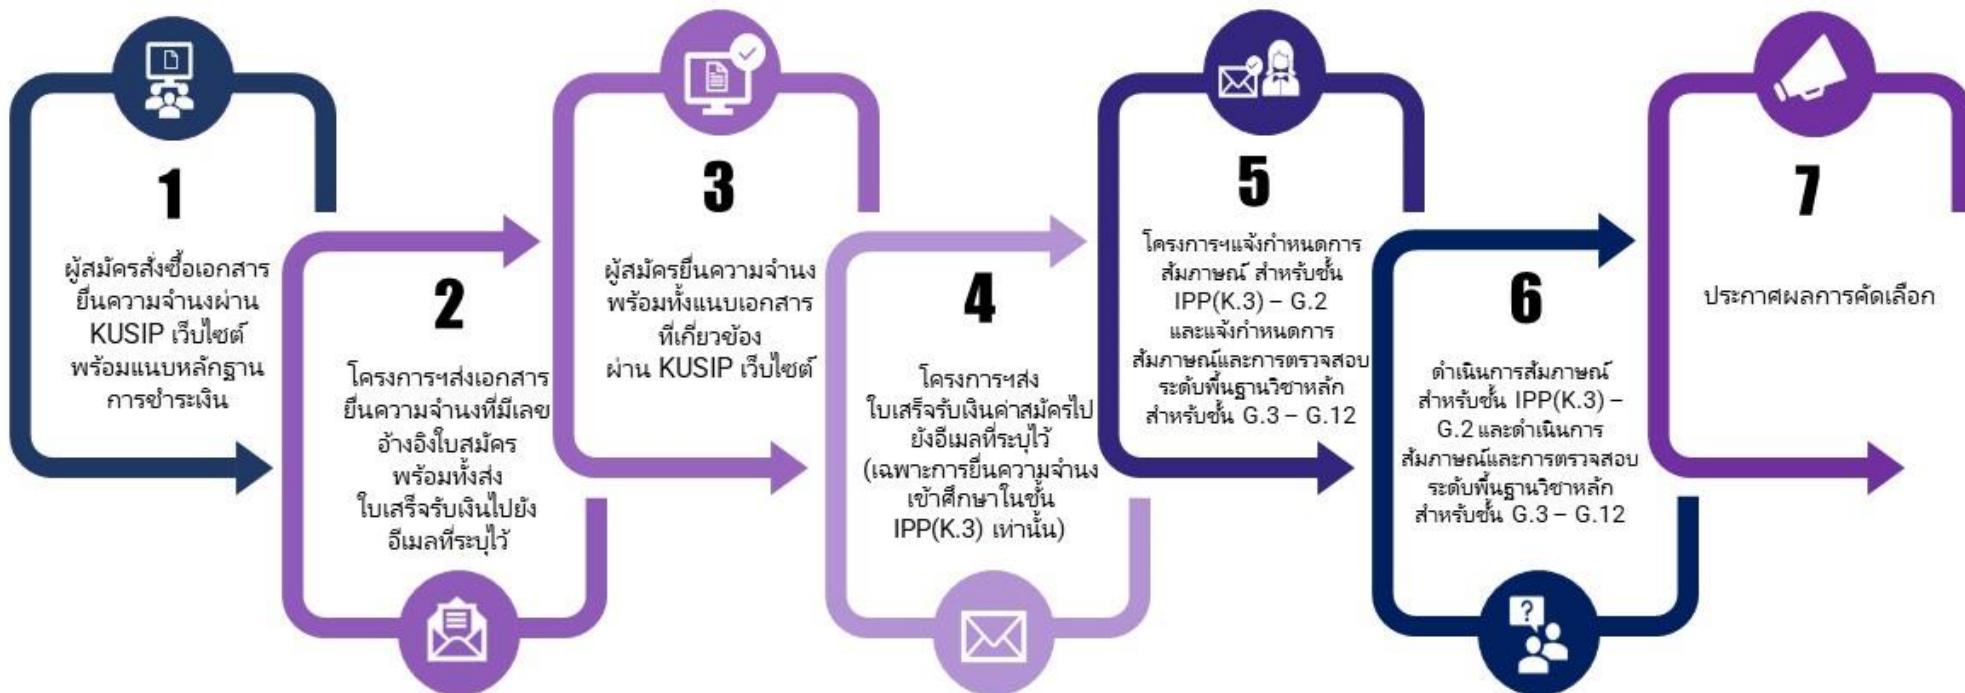 1
ผู้สมัครสั่งซื้อเอกสาร
ยื่นความจำนงผ่าน
KUSIP เว็บไซต์
พร้อมแนบหลักฐาน
การชำระเงิน
2
โครงการฯส่งเอกสาร
ยื่นความจำนงที่มีเลข
อ้างอิงใบสมัคร
พร้อมทั้งส่ง
ใบเสร็จรับเงินไปยัง
อีเมลที่ระบุไว้
3
ผู้สมัครยื่นความจำนง
พร้อมทั้งแนบเอกสาร
ที่เกี่ยวข้อง
ผ่าน KUSIP เว็บไซต์
4
โครงการฯส่ง
ใบเสร็จรับเงินค่าสมัครไป
ยังอีเมลที่ระบุไว้
(เฉพาะการยื่นความจำนง
เข้าศึกษาในชั้น
IPP(K.3) เท่านั้น)
5
โครงการฯแจ้งกำหนดการ
สัมภาษณ์ สำหรับชั้น
IPP(K.3) – G.2
และแจ้งกำหนดการ
สัมภาษณ์และการตรวจสอบ
ระดับพื้นฐานวิชาหลัก
สำหรับชั้น G.3 – G.12
6
ดำเนินการสัมภาษณ์
สำหรับชั้น IPP(K.3) –
G.2 และดำเนินการ
สัมภาษณ์และการตรวจสอบ
ระดับพื้นฐานวิชาหลัก
สำหรับชั้น G.3 – G.12
7
ประกาศผลการคัดเลือก
?